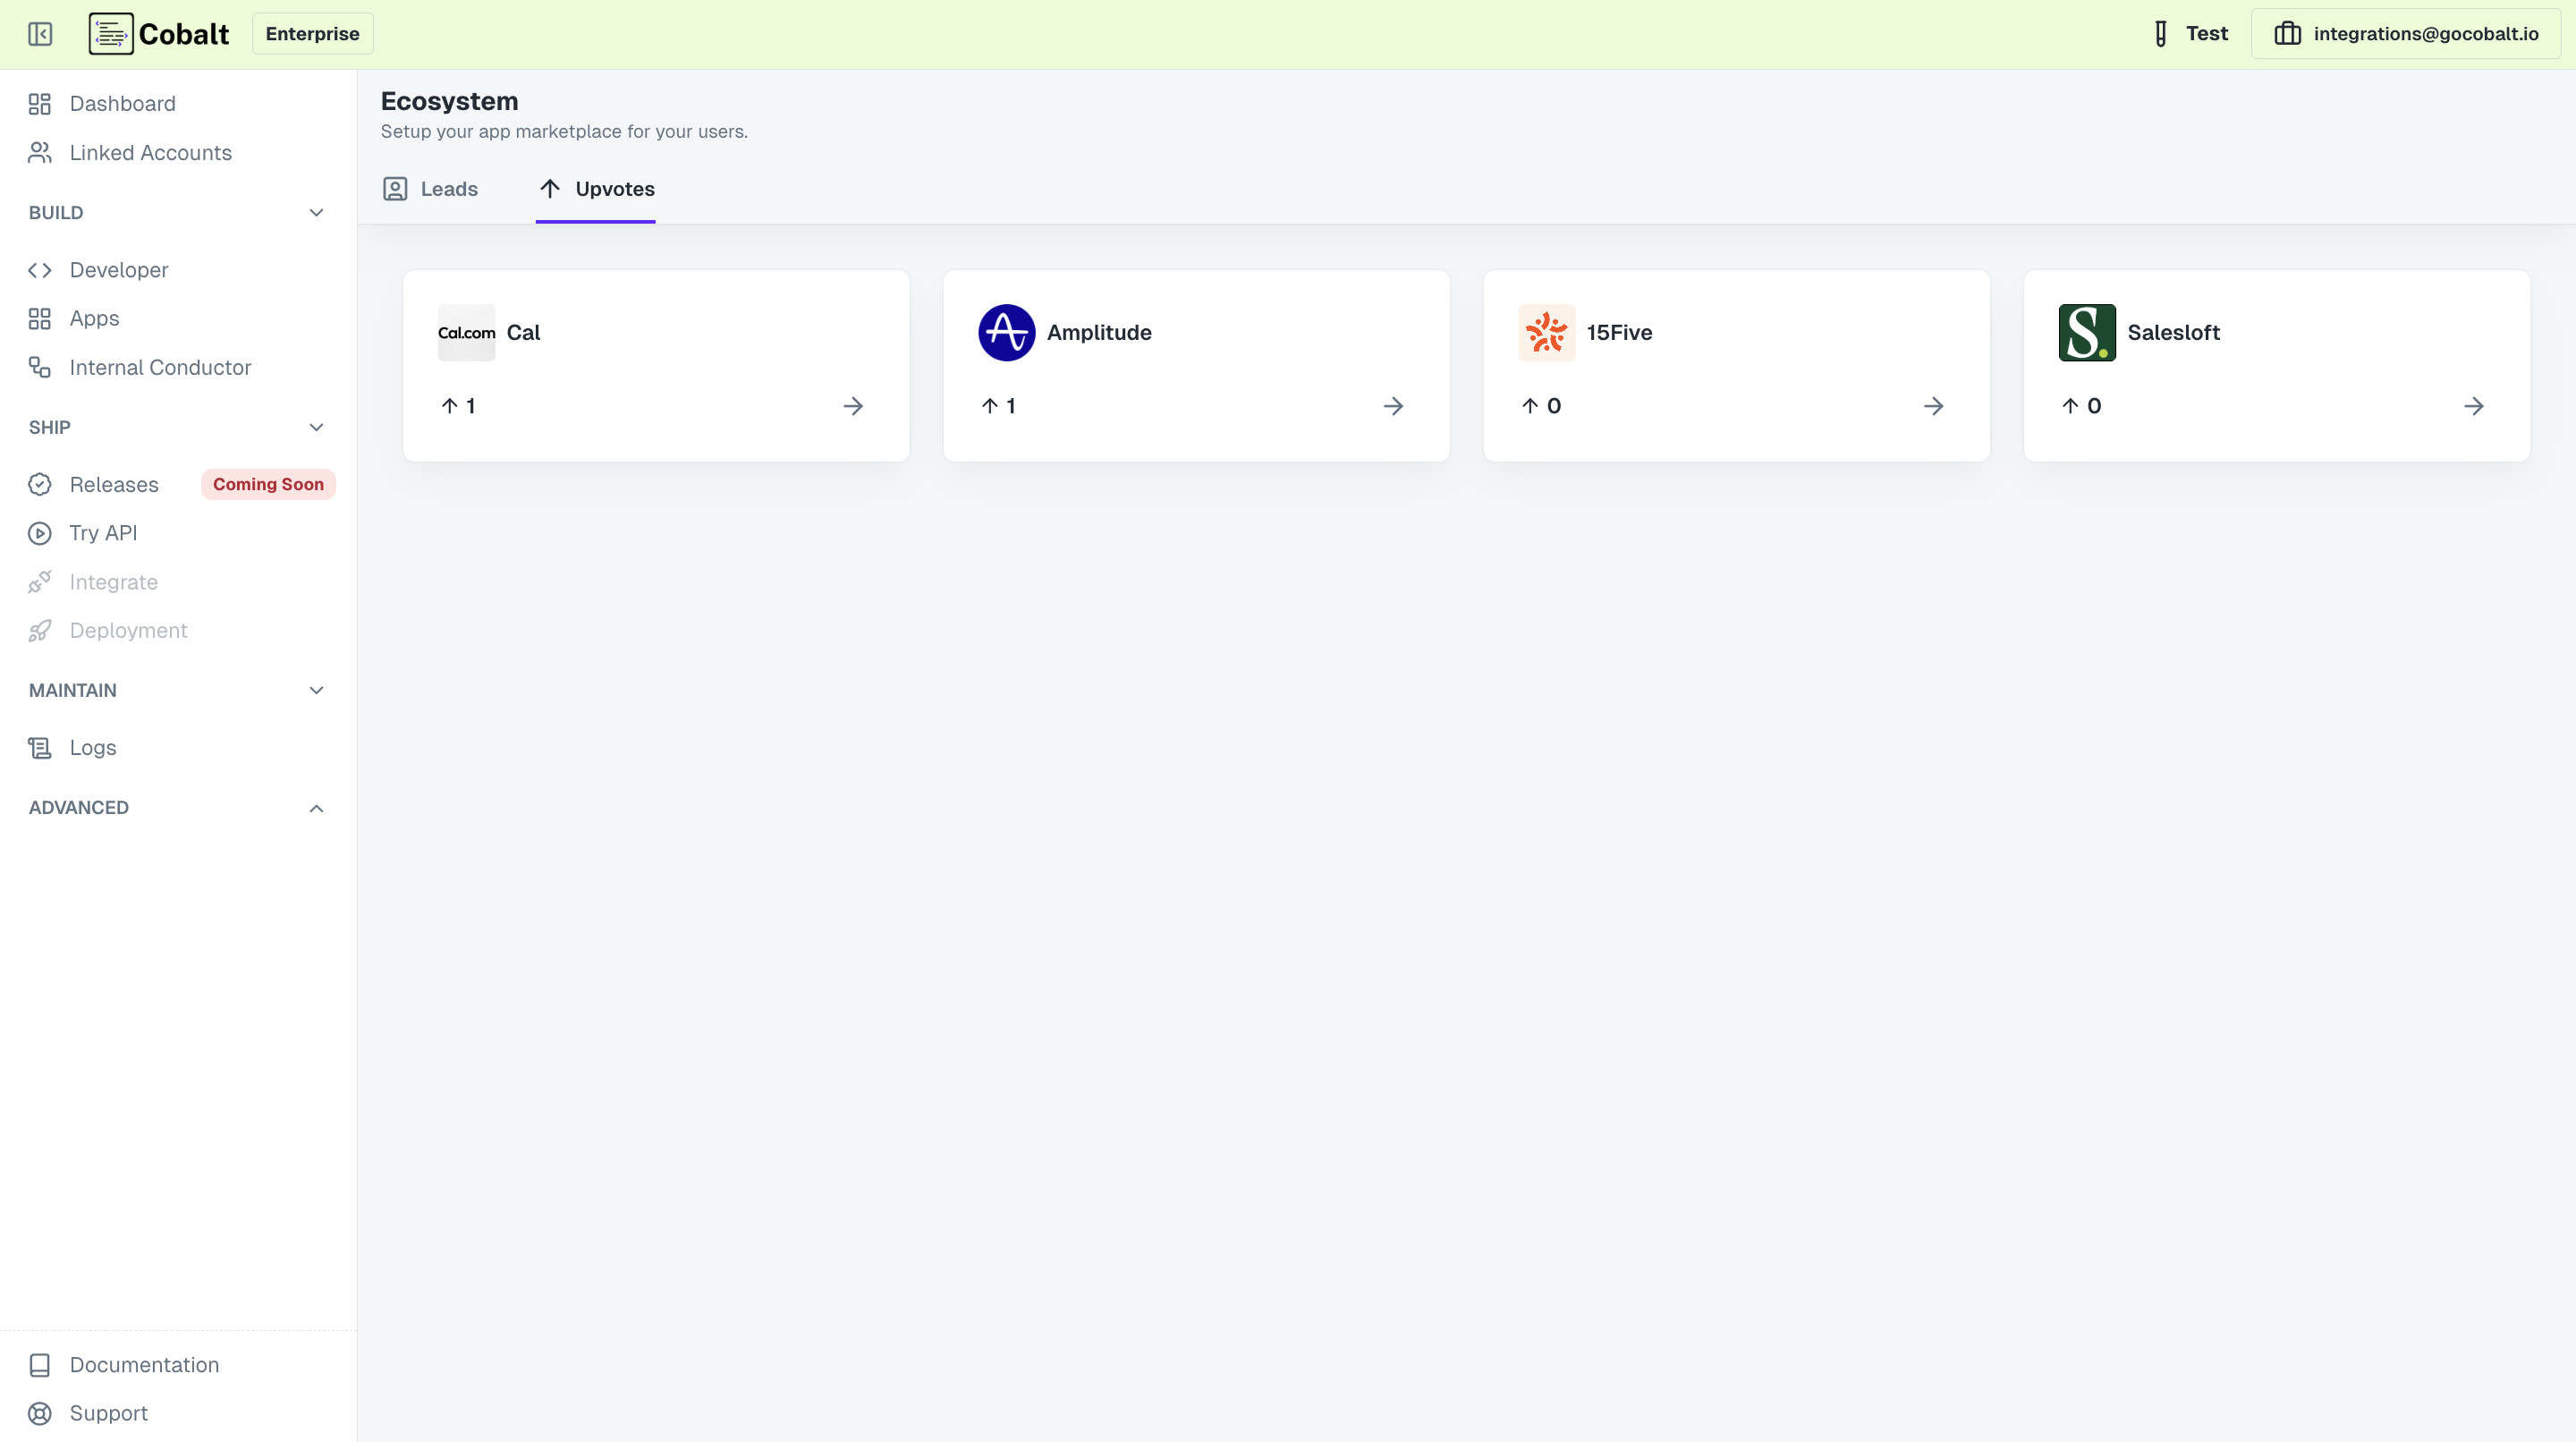 Cobalt
Enterprise
Test
integrations@gocobalt.io
Dashboard
Linked Accounts
BUILD
Developer
Apps
Internal Conductor
SHIP
Releases
Coming Soon
Try API
Integrate
Deployment
MAINTAIN
Logs
ADVANCED
Documentation
Support
Ecosystem
Setup your app marketplace for your users.
Leads
Upvotes
Cal.com
Cal
1
Amplitude
1
15Five
0
S.
Salesloft
0